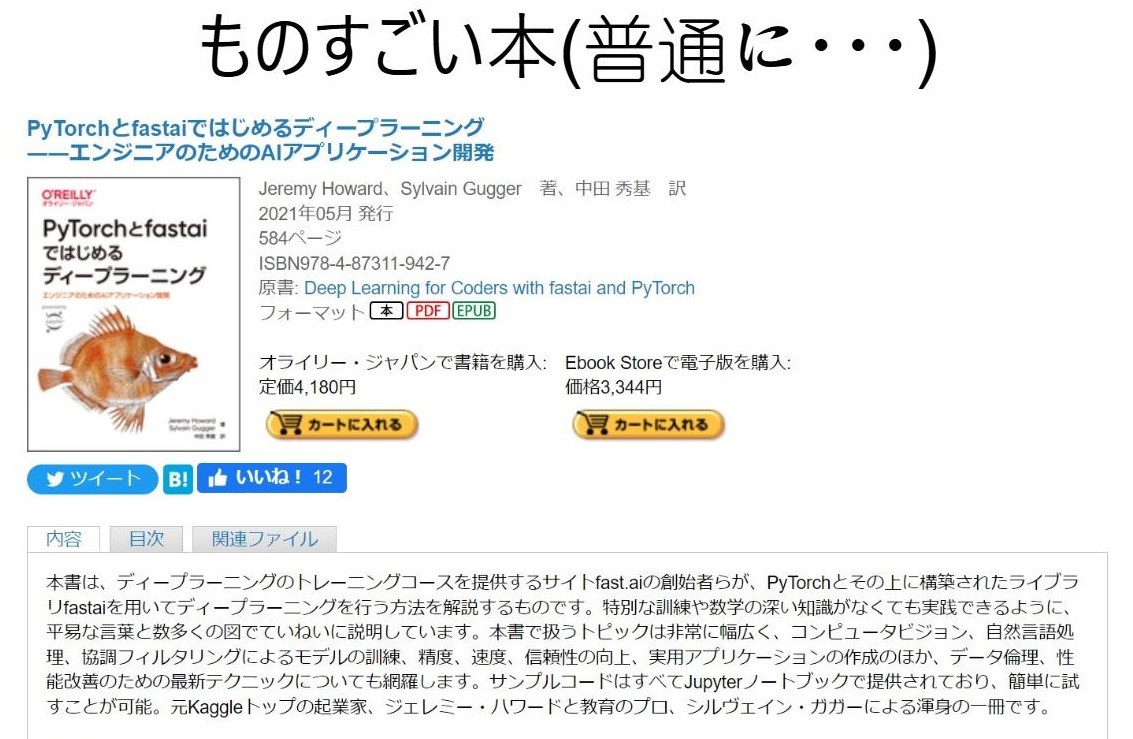 ものすごい本(普通に・・・)
PyTorchとfastaiではじめるディープラーニング
――エンジニアのためのAIアプリケーション開発
O'REILLY
オライリー・ジャパン
PyTorchとfastai
ではじめる
ディープラーニング
エンジニアのためのAIアプリケーション開発
Jeremy Howard
Sylvain Gugger 著
中田 秀基 訳
Jeremy Howard、Sylvain Gugger　著、中田 秀基　訳
2021年05月 発行
584ページ
ISBN978-4-87311-942-7
原書: Deep Learning for Coders with fastai and PyTorch
フォーマット 本 PDF EPUB
オライリー・ジャパンで書籍を購入:
定価4,180円
カートに入れる
Ebook Storeで電子版を購入:
価格3,344円
カートに入れる
ツイート B! いいね！ 12
内容 目次 関連ファイル
本書は、ディープラーニングのトレーニングコースを提供するサイトfast.aiの創始者らが、PyTorchとその上に構築されたライブラ
リfastaiを用いてディープラーニングを行う方法を解説するものです。特別な訓練や数学の深い知識がなくても実践できるように、
平易な言葉と数多くの図でていねいに説明しています。本書で扱うトピックは非常に幅広く、コンピュータビジョン、自然言語処
理、協調フィルタリングによるモデルの訓練、精度、速度、信頼性の向上、実用アプリケーションの作成のほか、データ倫理、性
能改善のための最新テクニックについても網羅します。サンプルコードはすべてJupyterノートブックで提供されており、簡単に試
すことが可能。元Kaggleトップの起業家、ジェレミー・ハワードと教育のプロ、シルヴェイン・ガガーによる渾身の一冊です。